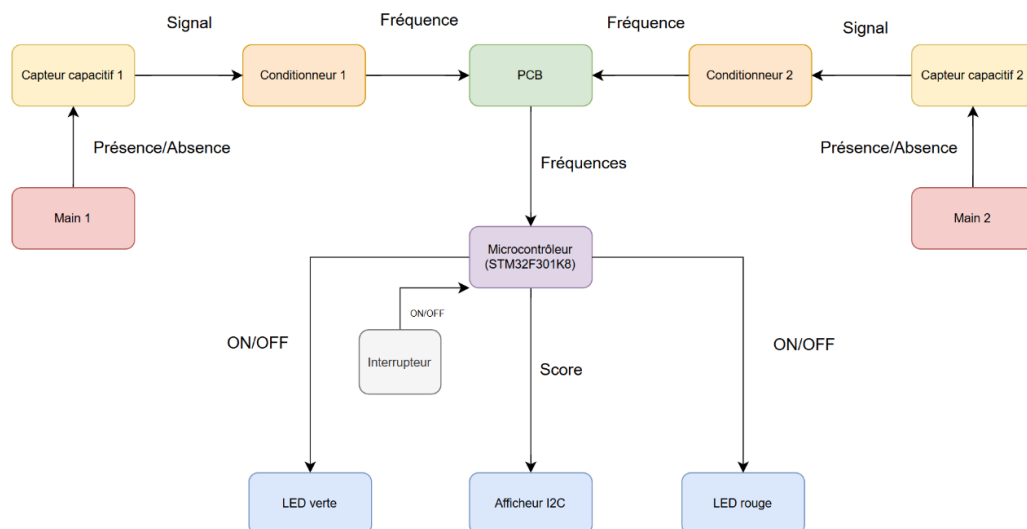 Signal
Fréquence
Fréquence
Signal
Capteur capacitif 1
Conditionneur 1
PCB
Conditionneur 2
Capteur capacitif 2
Présence/Absence
Fréquences
Présence/Absence
Main 1
Main 2
Microcontrôleur
(STM32F301K8)
ON/OFF
ON/OFF
ON/OFF
Interrupteur
Score
LED verte
Afficheur I2C
LED rouge